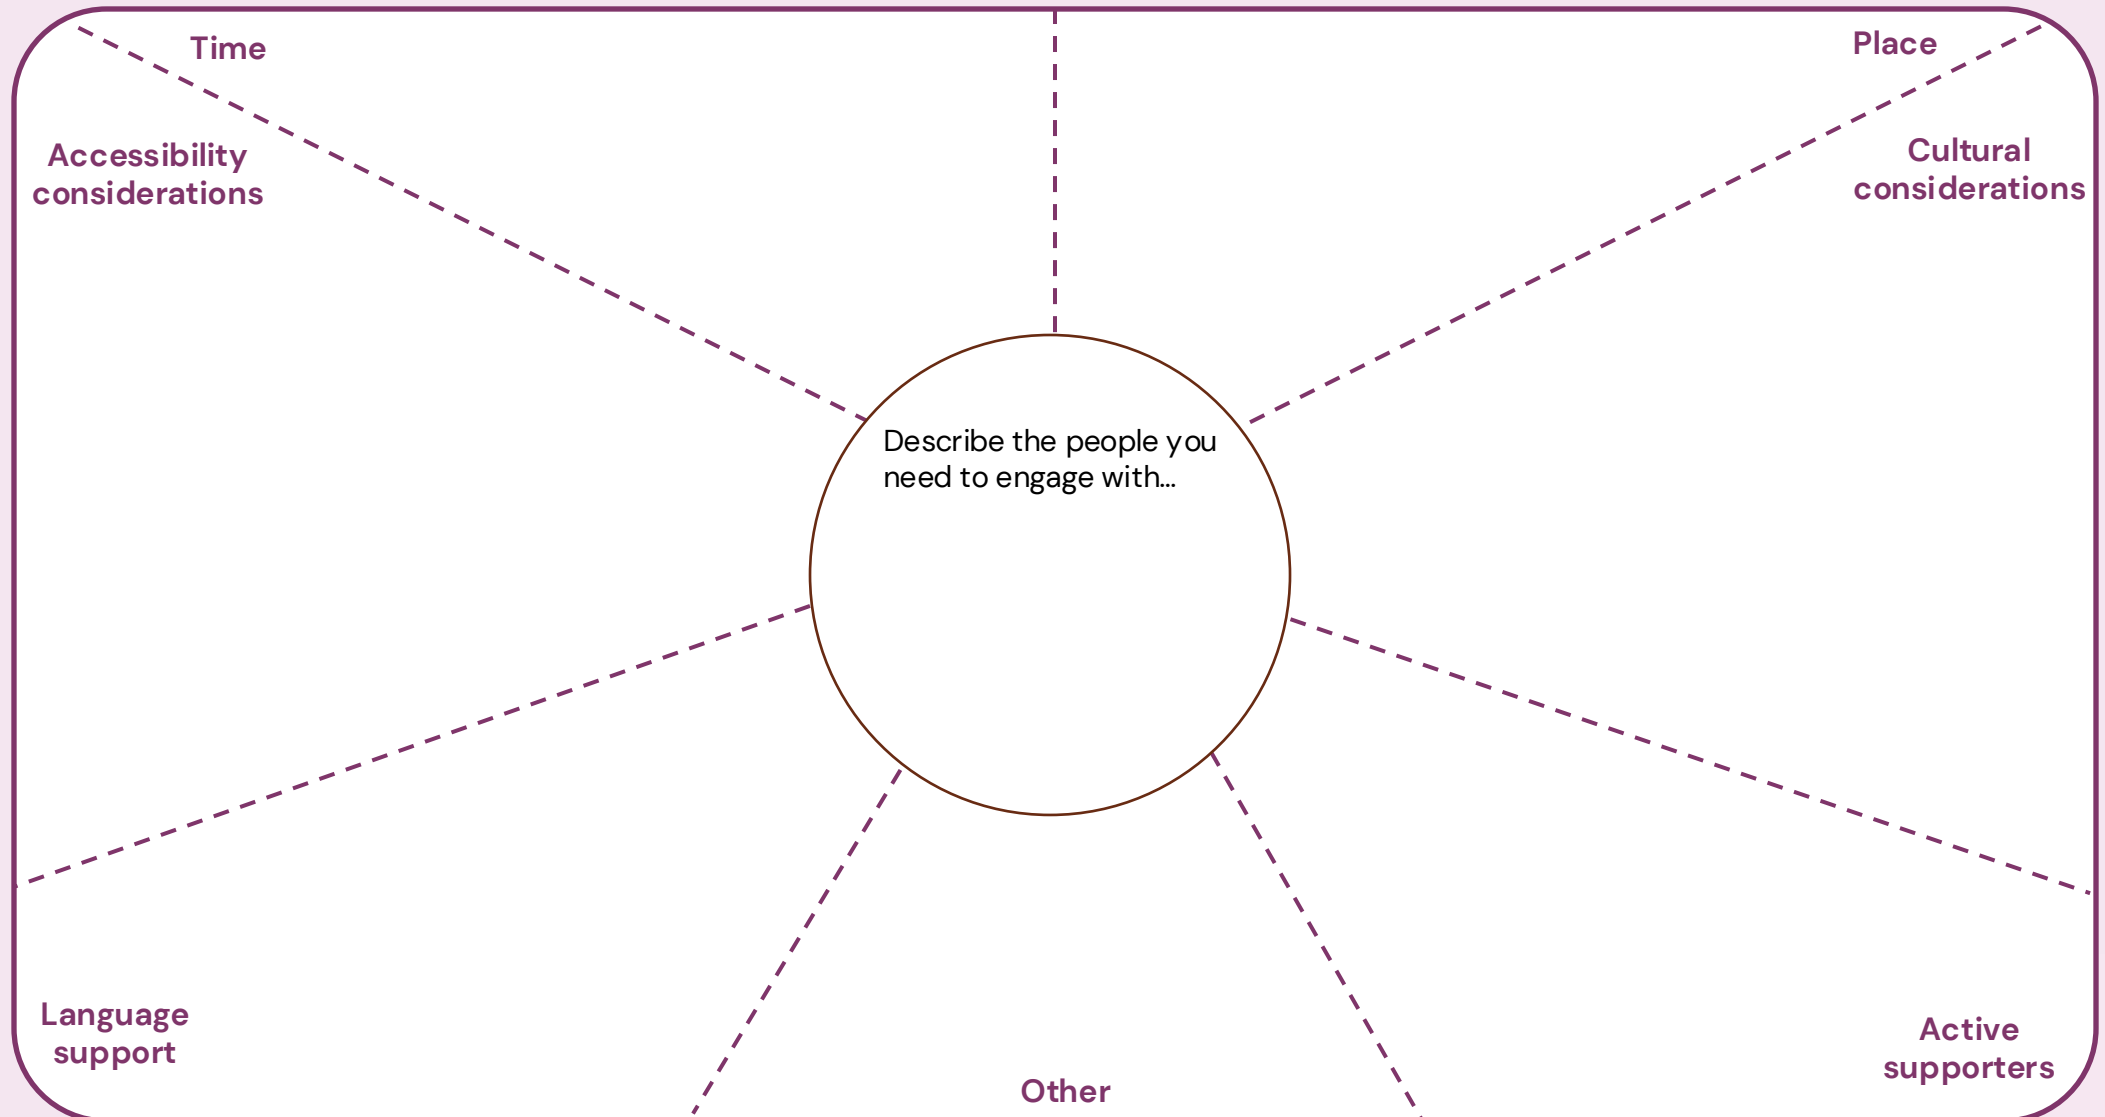 Time
Place
Accessibility
considerations
Cultural
considerations
Describe the people you
need to engage with...
Language
support
Active
supporters
Other